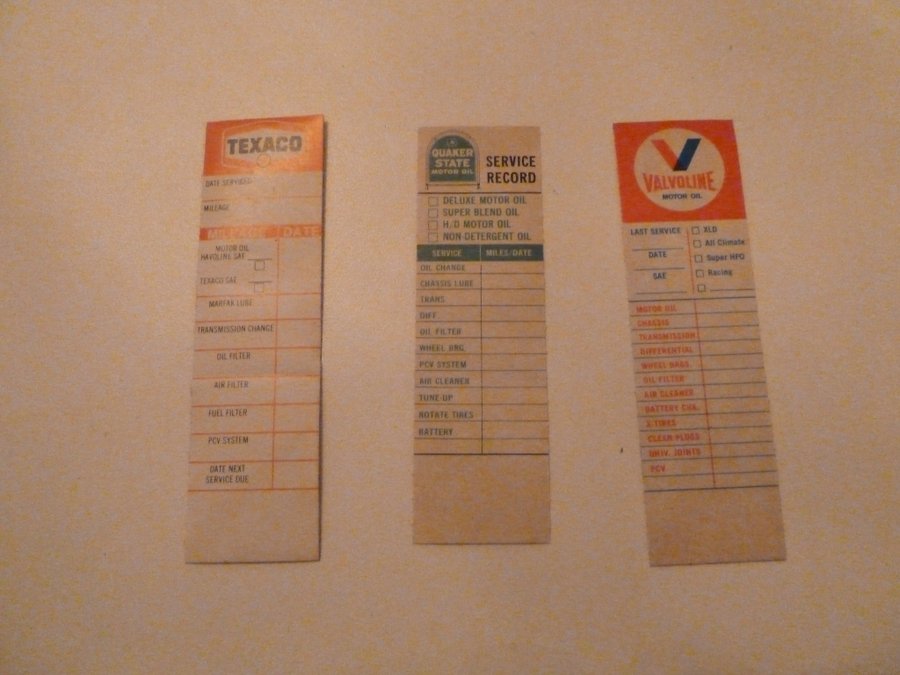 TEXACO
DATE SERVICED
MILEAGE
MILEAGE DATE
MOTOR OIL
HAVOLINE SAE
TEXACO SAE
MARFAK LUBE
TRANSMISSION CHANGE
OIL FILTER
AIR FILTER
FUEL FILTER
PCV SYSTEM
DATE NEXT
SERVICE DUE
QUAKER
STATE
MOTOR OIL
SERVICE
RECORD
DELUXE MOTOR OIL
SUPER BLEND OIL
H/D MOTOR OIL
NON-DETERGENT OIL
SERVICE MILES/DATE
OIL CHANGE
CHASSIS LUBE
TRANS
DIFF
OIL FILTER
WHEEL BRG.
PCV SYSTEM
AIR CLEANER
TUNE-UP
ROTATE TIRES
BATTERY
V
VALVOLINE
MOTOR OIL
LAST SERVICE
DATE
SAE
XLD
All Climate
Super HPO
Racing
MOTOR OIL
CHASSIS
TRANSMISSION
DIFFERENTIAL
WHEEL BRGS.
OIL FILTER
AIR CLEANER
BATTERY CHK.
X-TIRES
CLEAN PLUGS
UNIV. JOINTS
PCV